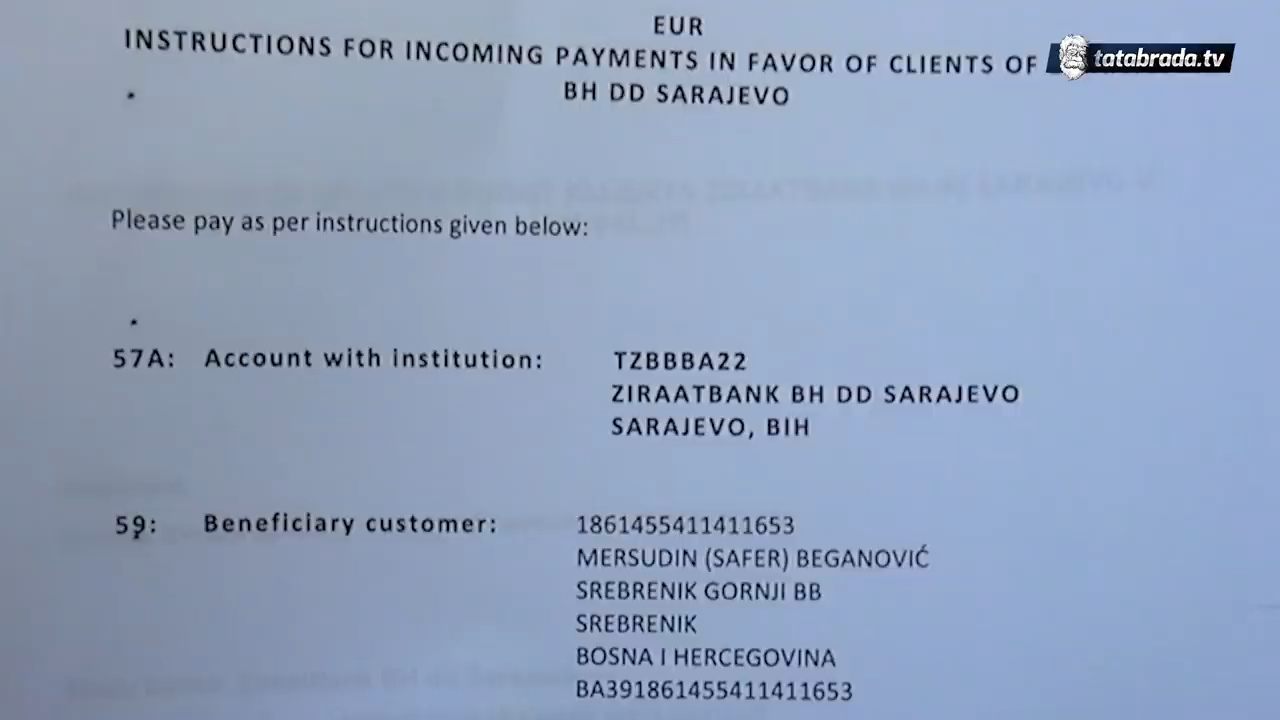 EUR
INSTRUCTIONS FOR INCOMING PAYMENTS IN FAVOR OF CLIENTS OF
tatabrada.tv
BH DD SARAJEVO
Please pay as per instructions given below:
57A: Account with institution: TZBBBA22
ZIRAATBANK BH DD SARAJEVO
SARAJEVO, BIH
59: Beneficiary customer: 1861455411411653
MERSUDIN (SAFER) BEGANOVIĆ
SREBRENIK GORNJI BB
SREBRENIK
BOSNA I HERCEGOVINA
BA391861455411411653